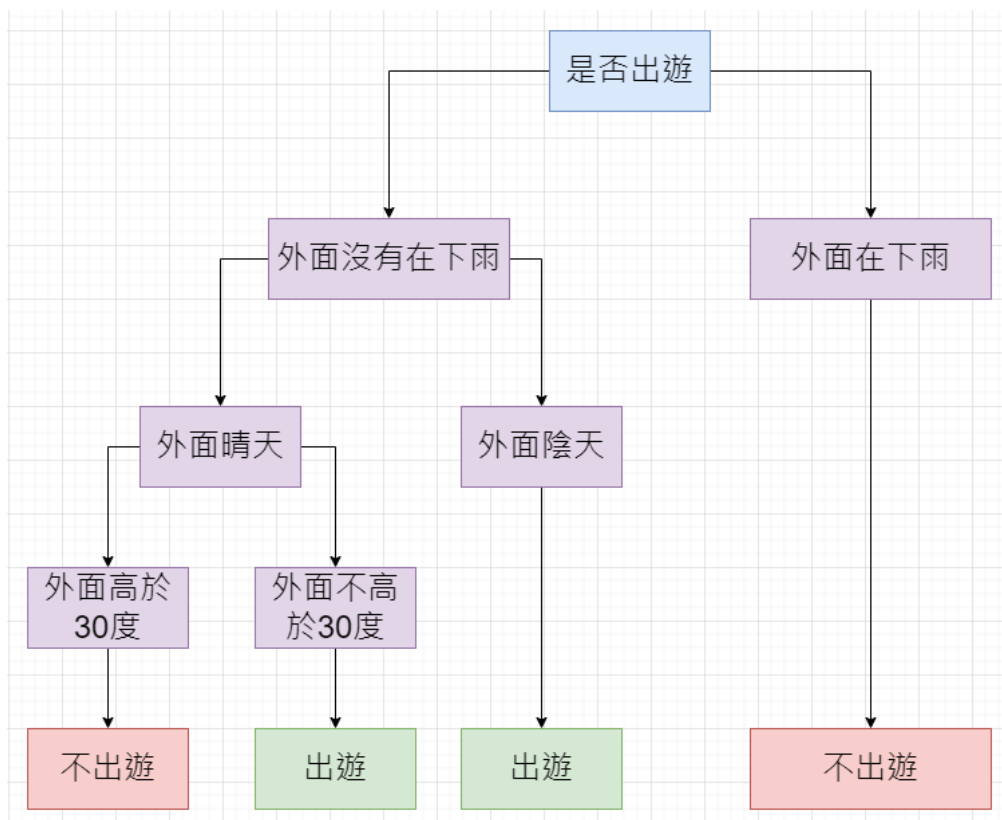 是否出遊
外面沒有在下雨
外面在下雨
外面晴天
外面陰天
外面高於
30度
外面不高
於30度
不出遊
出遊
出遊
不出遊